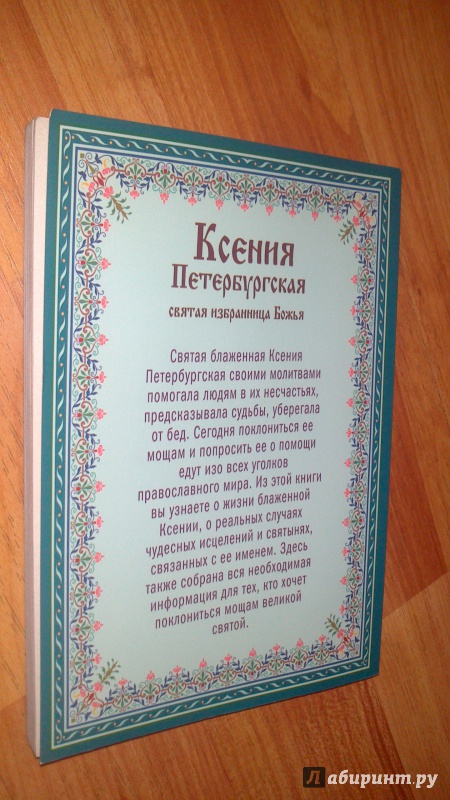 Ксения
Петербургская
святая избранница Божья
Святая блаженная Ксения
Петербургская своими молитвами
помогала людям в их несчастьях,
предсказывала судьбы, уберегала
от бед. Сегодня поклониться ее
мощам и попросить ее о помощи
едут изо всех уголков
православного мира. Из этой книги
вы узнаете о жизни блаженной
Ксении, о реальных случаях
чудесных исцелений и святынях,
связанных с ее именем. Здесь
также собрана вся необходимая
информация для тех, кто хочет
поклониться мощам великой
святой.
Лабиринт.ру